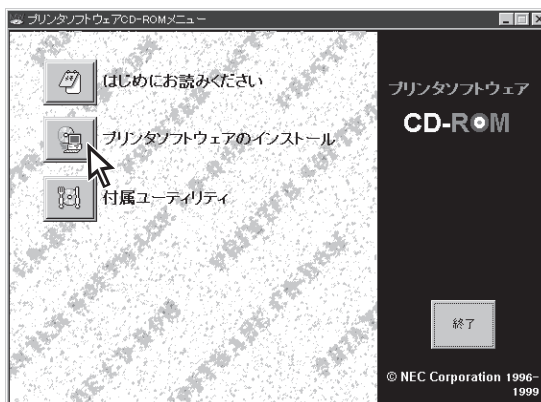 プリンタソフトウェアCD-ROMメニュー
はじめにお読みください
プリンタソフトウェアのインストール
付属ユーティリティ
プリンタソフトウェア
CD-ROM
終了
© NEC Corporation 1996-
1999